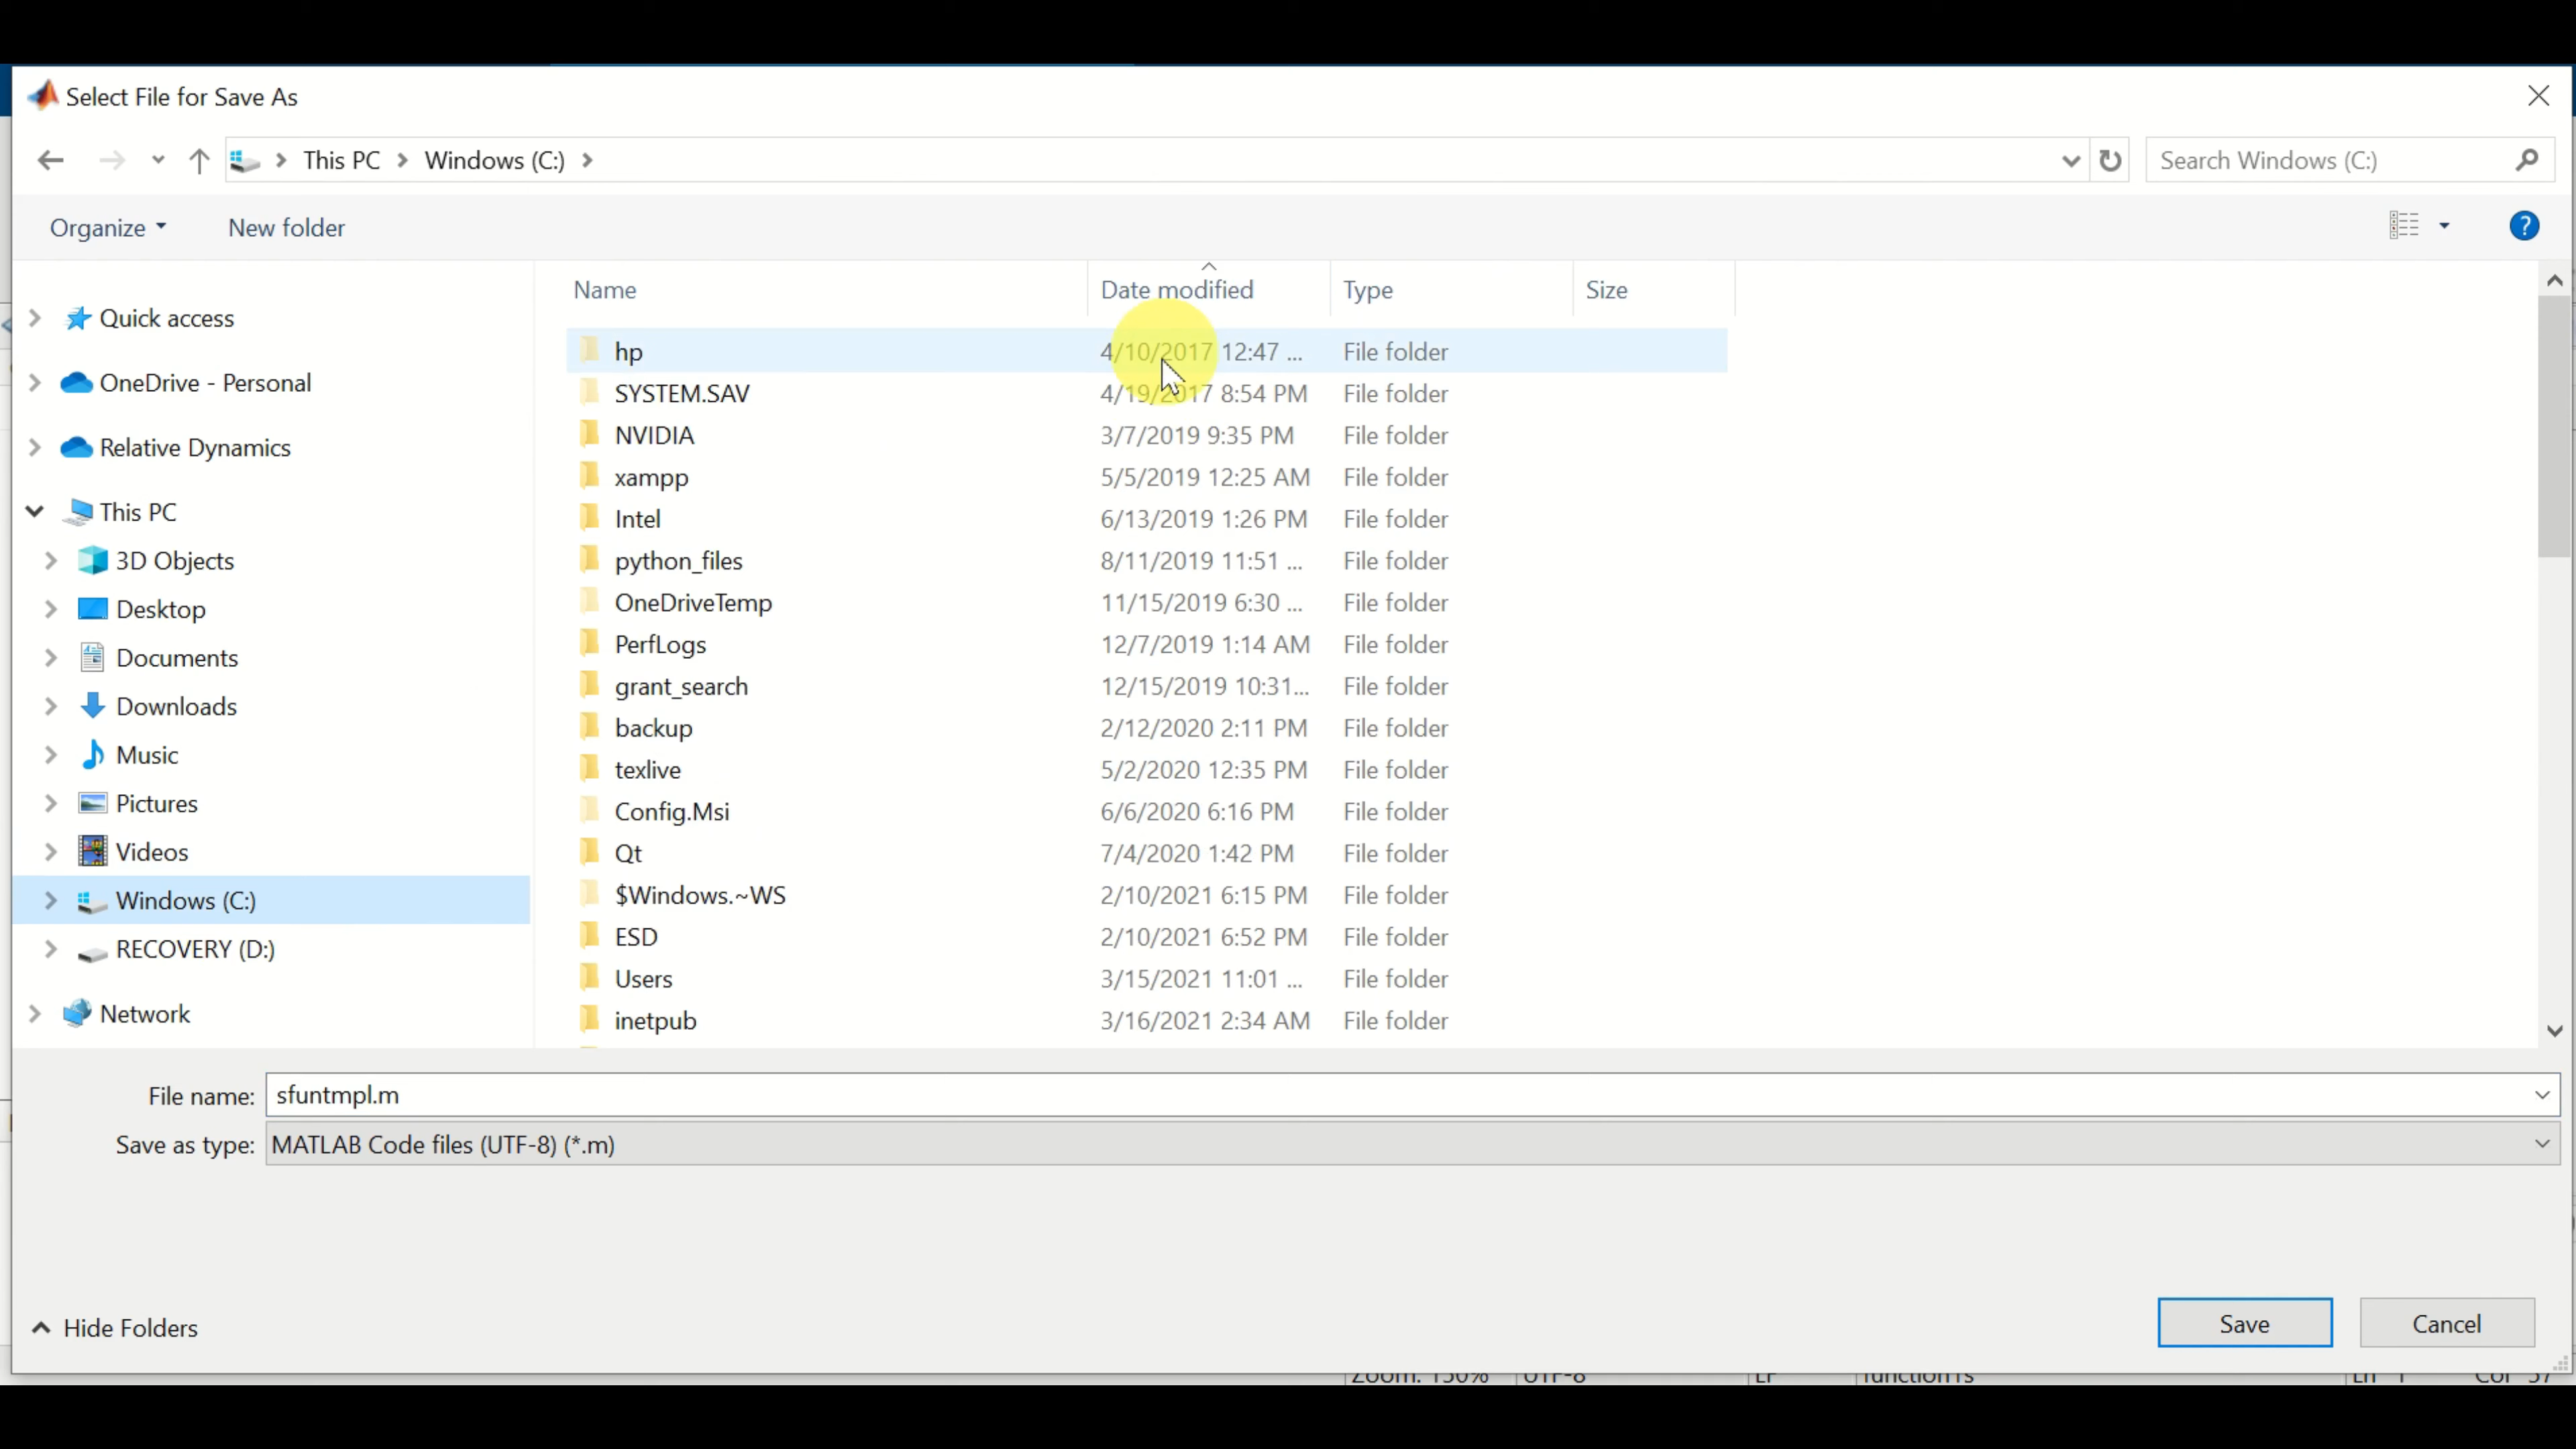 Select File for Save As
This PC Windows (C:)
Search Windows (C:)
Organize New folder
?
Name Date modified Type Size
Quick access
OneDrive - Personal
Relative Dynamics
This PC
3D Objects
Desktop
Documents
Downloads
Music
Pictures
Videos
Windows (C:)
RECOVERY (D:)
Network
hp 4/10/2017 12:47 ... File folder
SYSTEM.SAV 4/19/2017 8:54 PM File folder
NVIDIA 3/7/2019 9:35 PM File folder
xampp 5/5/2019 12:25 AM File folder
Intel 6/13/2019 1:26 PM File folder
python_files 8/11/2019 11:51 ... File folder
OneDriveTemp 11/15/2019 6:30 ... File folder
PerfLogs 12/7/2019 1:14 AM File folder
grant_search 12/15/2019 10:31... File folder
backup 2/12/2020 2:11 PM File folder
texlive 5/2/2020 12:35 PM File folder
Config.Msi 6/6/2020 6:16 PM File folder
Qt 7/4/2020 1:42 PM File folder
$Windows.~WS 2/10/2021 6:15 PM File folder
ESD 2/10/2021 6:52 PM File folder
Users 3/15/2021 11:01 ... File folder
inetpub 3/16/2021 2:34 AM File folder
File name: sfuntmpl.m
Save as type: MATLAB Code files (UTF-8) (*.m)
Hide Folders
Save Cancel
Zoom: 150% UTF-8 LF